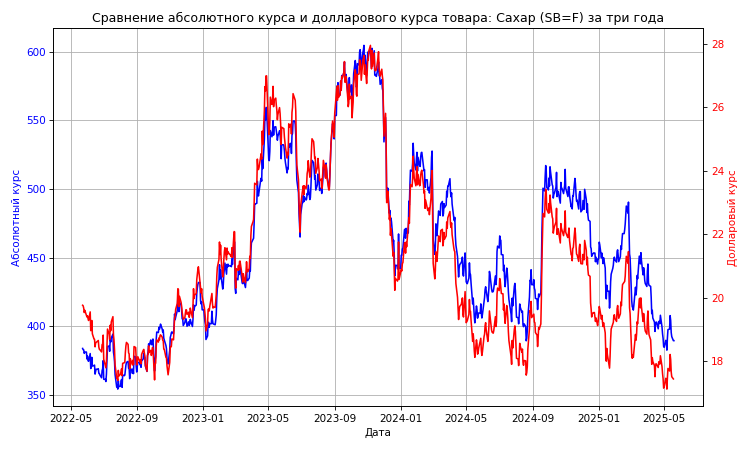 Сравнение абсолютного курса и долларового курса товара: Сахар (SB=F) за три года
Абсолютный курс
600
550
500
450
400
350
28
26
24
22
20
18
Долларовый курс
2022-05 2022-09 2023-01 2023-05 2023-09 2024-01 2024-05 2024-09 2025-01 2025-05
Дата